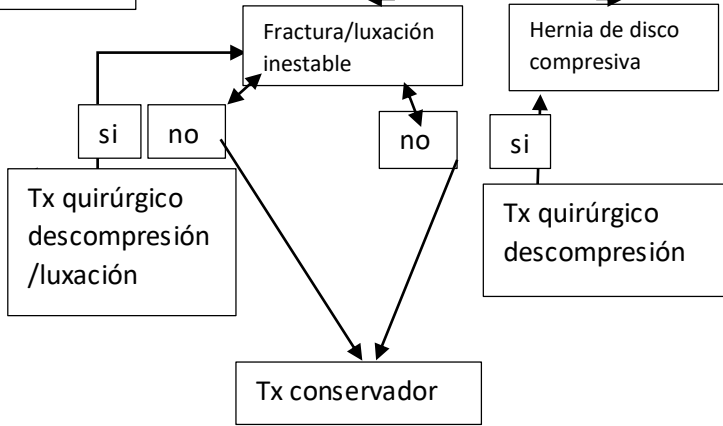 Fractura/luxación
inestable
Hernia de disco
compresiva
si
no
no
si
Tx quirúrgico
descompresión
/luxación
Tx quirúrgico
descompresión
Tx conservador